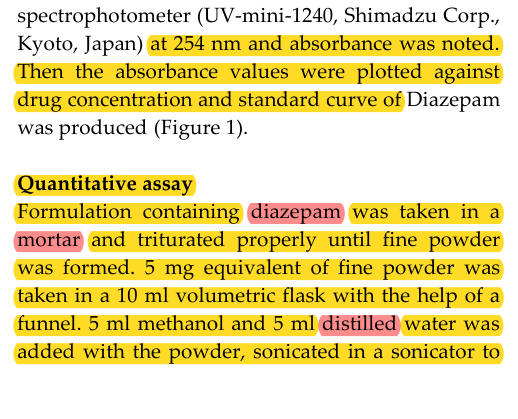 spectrophotometer (UV-mini-1240, Shimadzu Corp.,
Kyoto, Japan) at 254 nm and absorbance was noted.
Then the absorbance values were plotted against
drug concentration and standard curve of Diazepam
was produced (Figure 1).
Quantitative assay
Formulation containing diazepam was taken in a
mortar and triturated properly until fine powder
was formed. 5 mg equivalent of fine powder was
taken in a 10 ml volumetric flask with the help of a
funnel. 5 ml methanol and 5 ml distilled water was
added with the powder, sonicated in a sonicator to